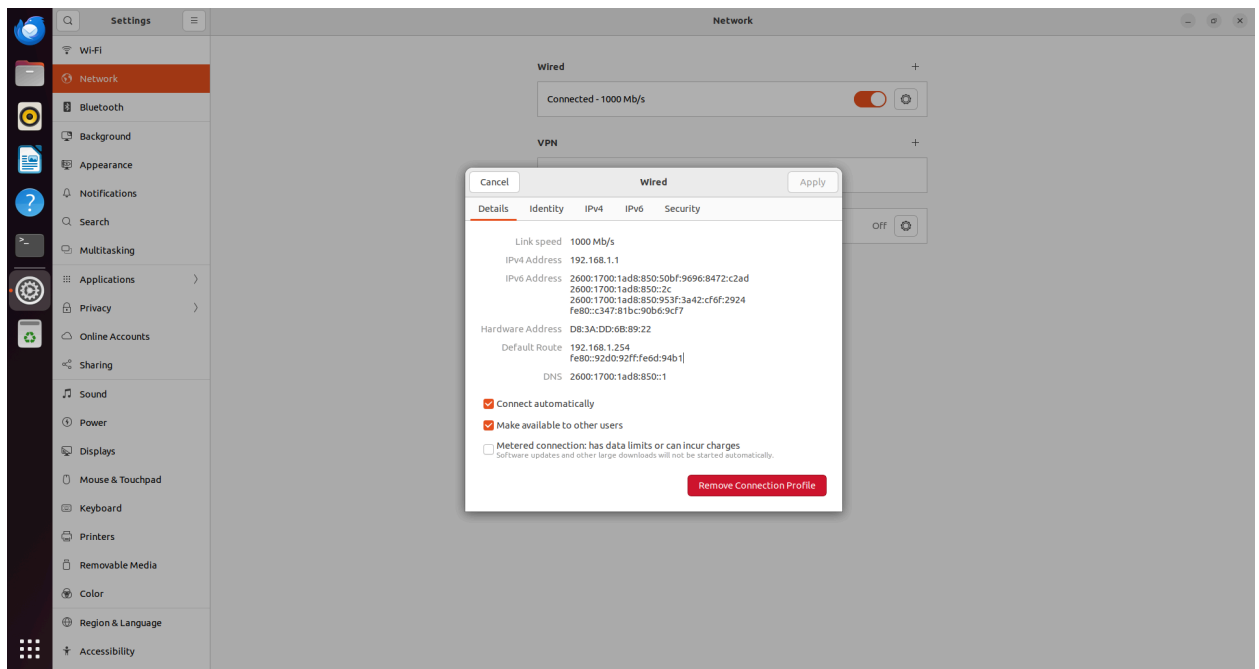 Settings
Network
Wi-Fi
Network
Bluetooth
Background
Appearance
Notifications
Search
Multitasking
Applications
Privacy
Online Accounts
Sharing
Sound
Power
Displays
Mouse & Touchpad
Keyboard
Printers
Removable Media
Color
Region & Language
Accessibility
Wired
Connected - 1000 Mb/s
VPN
Off
Cancel
Wired
Apply
Details Identity IPv4 IPv6 Security
Link speed 1000 Mb/s
IPv4 Address 192.168.1.1
IPv6 Address 2600:1700:1ad8:850:50bf:9696:8472:c2ad
2600:1700:1ad8:850::2c
2600:1700:1ad8:850:953f:3a42:cf6f:2924
fe80::c347:81bc:90b6:9cf7
Hardware Address D8:3A:DD:6B:89:22
Default Route 192.168.1.254
fe80::92d0:92ff:fe6d:94b1
DNS 2600:1700:1ad8:850::1
Connect automatically
Make available to other users
Metered connection: has data limits or can incur charges
Software updates and other large downloads will not be started automatically.
Remove Connection Profile